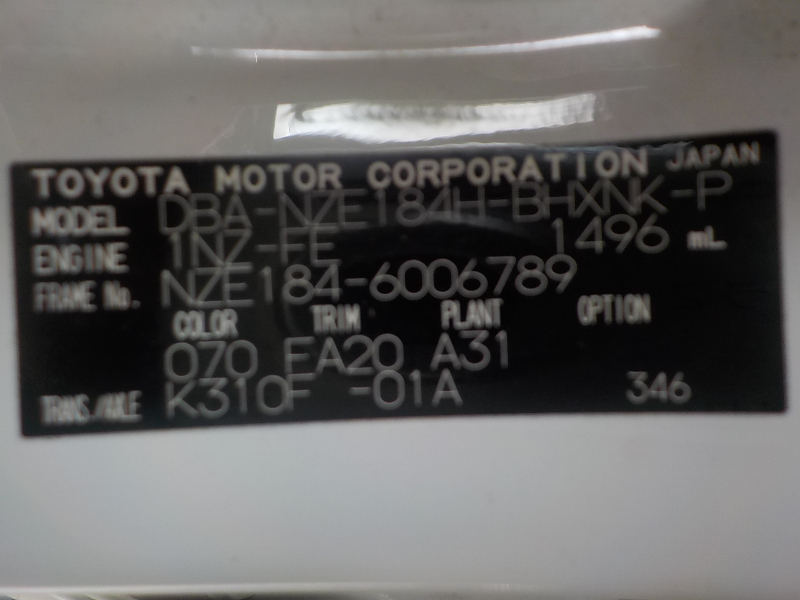 TOYOTA MOTOR CORPORATION JAPAN
MODEL DBA-NZE184H-BHXNK-P
ENGINE 1NZ-FE 1496 mL
FRAME No. NZE184-6006789
COLOR TRIM PLANT OPTION
070 EA20 A31
TRANS./AXLE K310F -01A 346